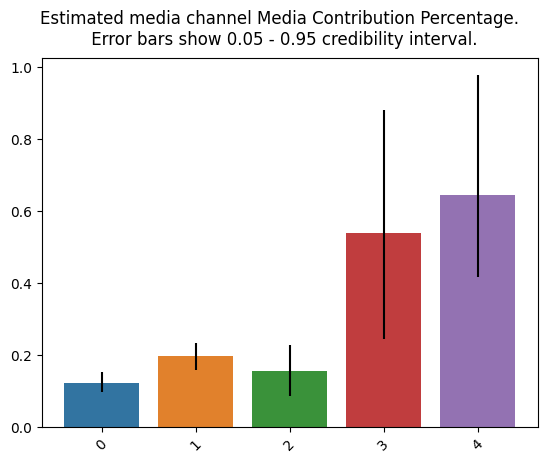 Estimated media channel Media Contribution Percentage.
Error bars show 0.05 - 0.95 credibility interval.
1.0
0.8
0.6
0.4
0.2
0.0
0 1 2 3 4